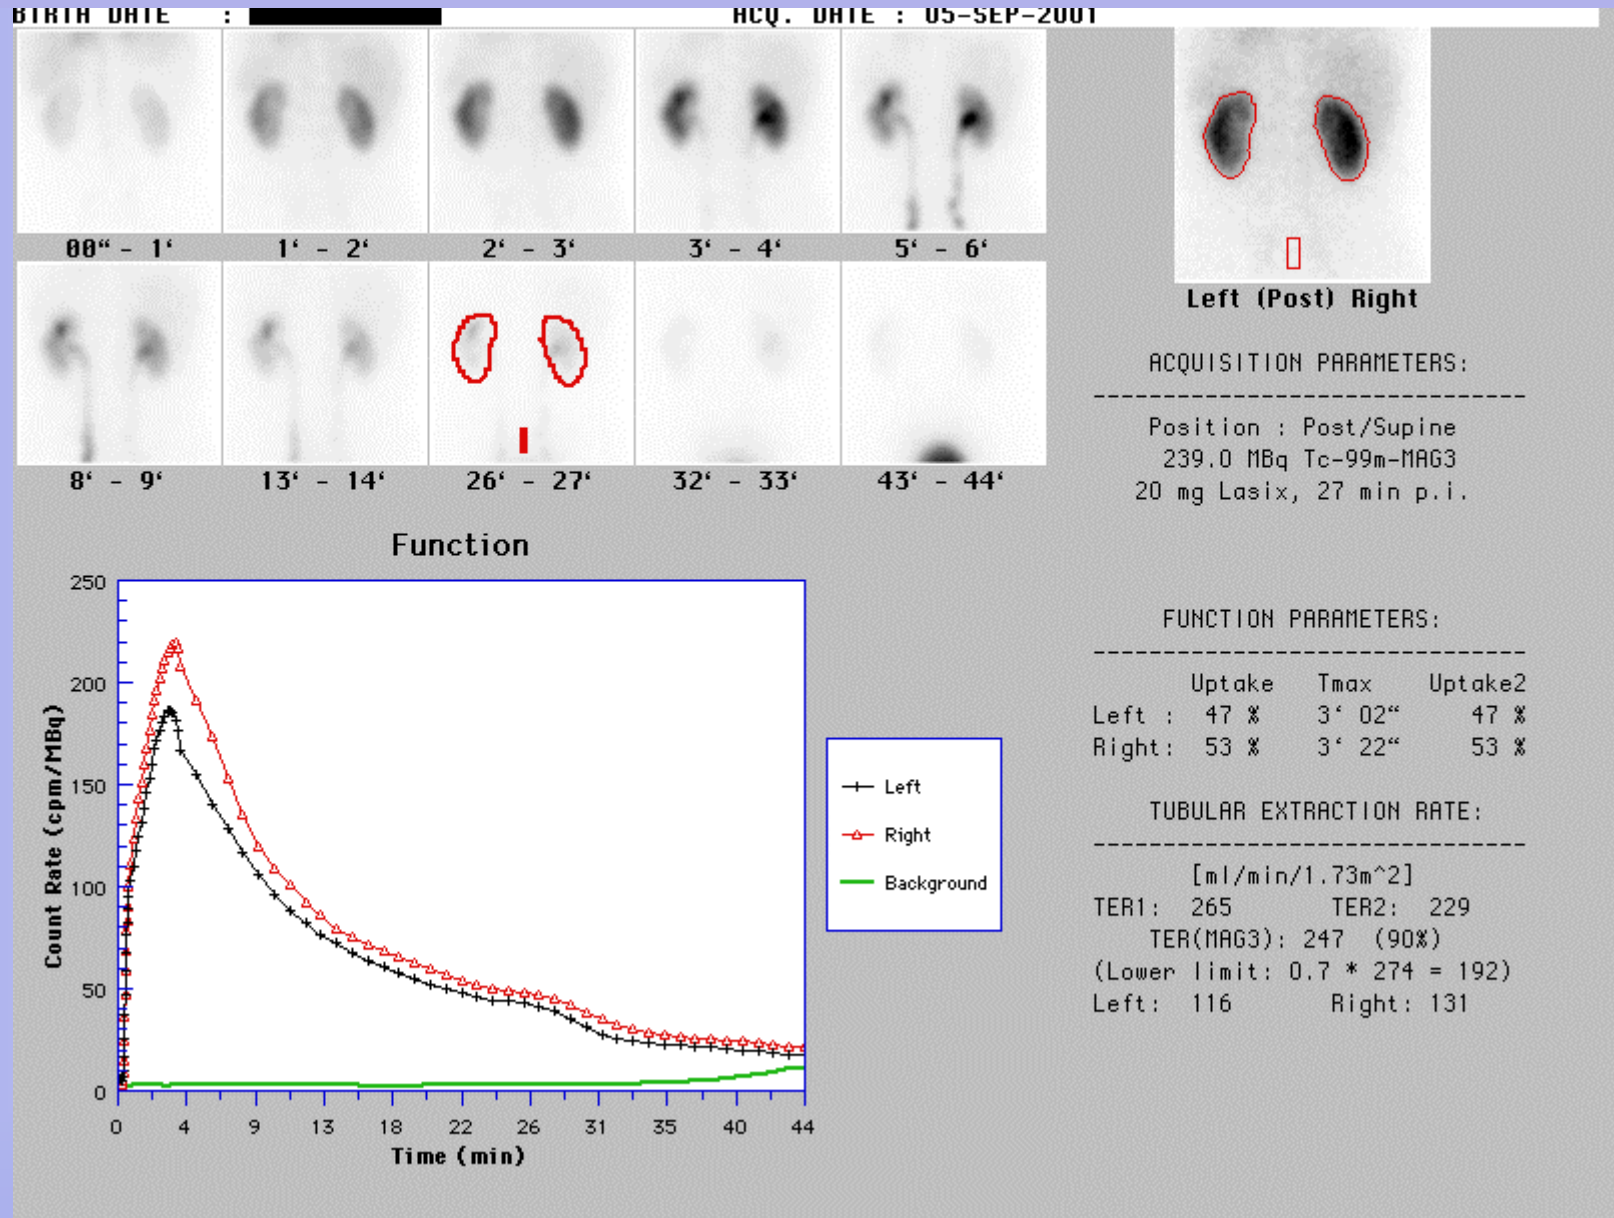 BIRTH DATE : ACQ. DATE : 05-SEP-2001
00“ - 1‘ 1‘ - 2‘ 2‘ - 3‘ 3‘ - 4‘ 5‘ - 6‘
8‘ - 9‘ 13‘ - 14‘ 26‘ - 27‘ 32‘ - 33‘ 43‘ - 44‘
Left (Post) Right
ACQUISITION PARAMETERS:
-------------------------------
Position : Post/Supine
239.0 MBq Tc-99m-MAG3
20 mg Lasix, 27 min p.i.
Function
Count Rate (cpm/MBq)
250
200
150
100
50
0
0 4 9 13 18 22 26 31 35 40 44
Time (min)
Left
Right
Background
FUNCTION PARAMETERS:
-------------------------------
Uptake Tmax Uptake2
Left : 47 % 3‘ 02“ 47 %
Right: 53 % 3‘ 22“ 53 %
TUBULAR EXTRACTION RATE:
-------------------------------
[ml/min/1.73m^2]
TER1: 265 TER2: 229
TER(MAG3): 247 (90%)
(Lower limit: 0.7 * 274 = 192)
Left: 116 Right: 131